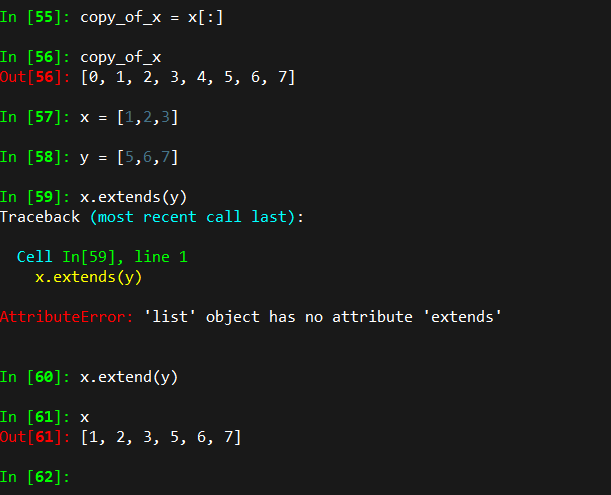 In [55]: copy_of_x = x[:]
In [56]: copy_of_x
Out[56]: [0, 1, 2, 3, 4, 5, 6, 7]
In [57]: x = [1,2,3]
In [58]: y = [5,6,7]
In [59]: x.extends(y)
Traceback (most recent call last):
  Cell In[59], line 1
    x.extends(y)
AttributeError: 'list' object has no attribute 'extends'
In [60]: x.extend(y)
In [61]: x
Out[61]: [1, 2, 3, 5, 6, 7]
In [62]: